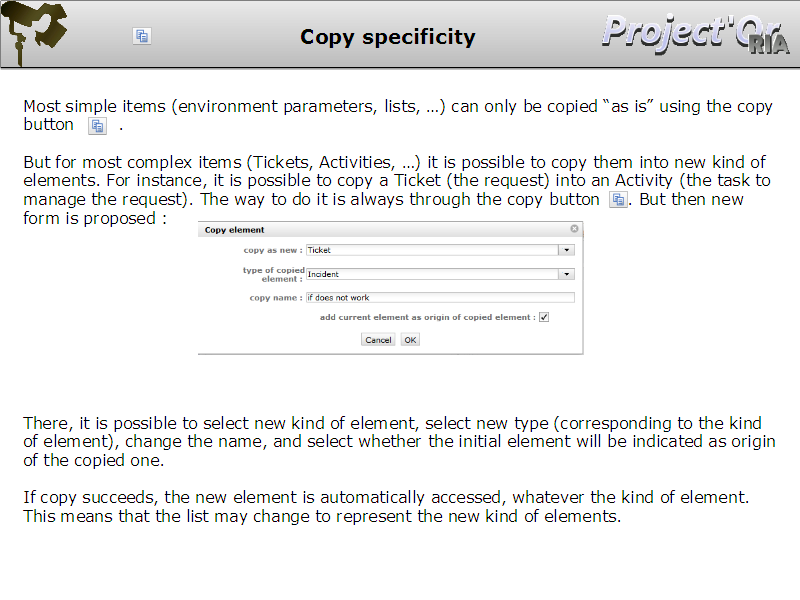 Copy specificity
Project'Or
RIA
Most simple items (environment parameters, lists, …) can only be copied “as is” using the copy
button .
But for most complex items (Tickets, Activities, …) it is possible to copy them into new kind of
elements. For instance, it is possible to copy a Ticket (the request) into an Activity (the task to
manage the request). The way to do it is always through the copy button . But then new
form is proposed :
Copy element
copy as new : Ticket
type of copied
element : Incident
copy name : if does not work
add current element as origin of copied element :
Cancel OK
There, it is possible to select new kind of element, select new type (corresponding to the kind
of element), change the name, and select whether the initial element will be indicated as origin
of the copied one.
If copy succeeds, the new element is automatically accessed, whatever the kind of element.
This means that the list may change to represent the new kind of elements.